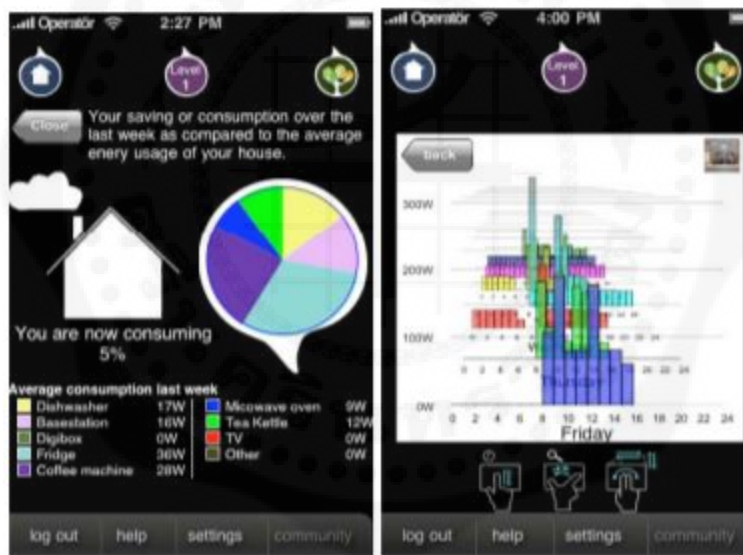 Operatör 2:27 PM
Level
1
Close
Your saving or consumption over the
last week as compared to the average
enery usage of your house.
You are now consuming
5%
Average consumption last week
Dishwasher 17W
Basestation 16W
Digibox 0W
Fridge 36W
Coffee machine 28W
Micowave oven 9W
Tea Kettle 12W
TV 0W
Other 0W
log out help settings community
Operatör 4:00 PM
Level
1
back
300W
200W
100W
0W
Thursday
0 2 4 6 8 10 12 14 16 18 20 22 24
Friday
log out help settings community